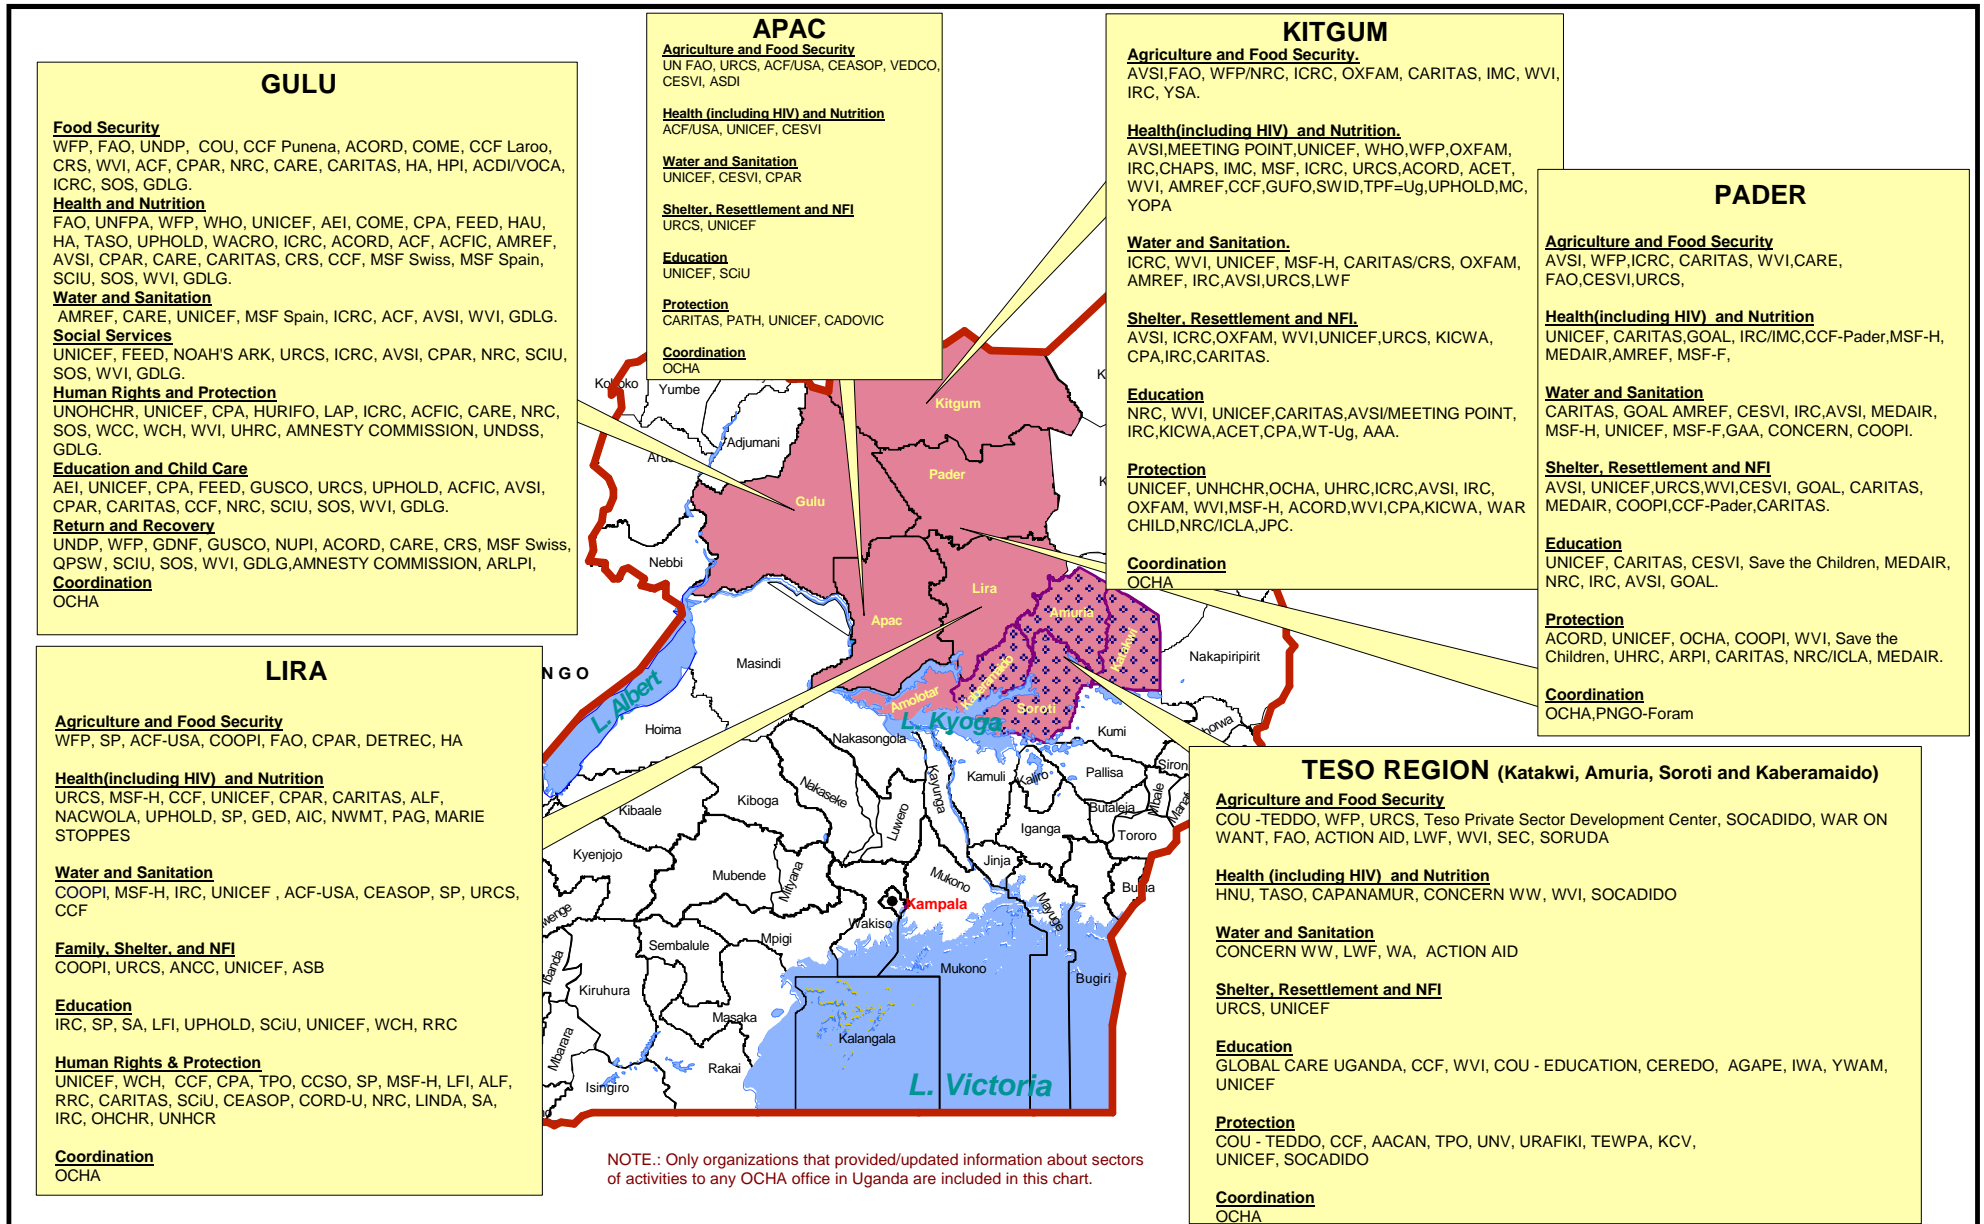 GULU
Food Security
WFP, FAO, UNDP, COU, CCF Punena, ACORD, COME, CCF Laroo,
CRS, WVI, ACF, CPAR, NRC, CARE, CARITAS, HA, HPI, ACDI/VOCA,
ICRC, SOS, GDLG.
Health and Nutrition
FAO, UNFPA, WFP, WHO, UNICEF, AEI, COME, CPA, FEED, HAU,
HA, TASO, UPHOLD, WACRO, ICRC, ACORD, ACF, ACFIC, AMREF,
AVSI, CPAR, CARE, CARITAS, CRS, CCF, MSF Swiss, MSF Spain,
SCIU, SOS, WVI, GDLG.
Water and Sanitation
AMREF, CARE, UNICEF, MSF Spain, ICRC, ACF, AVSI, WVI, GDLG.
Social Services
UNICEF, FEED, NOAH'S ARK, URCS, ICRC, AVSI, CPAR, NRC, SCIU,
SOS, WVI, GDLG.
Human Rights and Protection
UNOHCHR, UNICEF, CPA, HURIFO, LAP, ICRC, ACFIC, CARE, NRC,
SOS, WCC, WCH, WVI, UHRC, AMNESTY COMMISSION, UNDSS,
GDLG.
Education and Child Care
AEI, UNICEF, CPA, FEED, GUSCO, URCS, UPHOLD, ACFIC, AVSI,
CPAR, CARITAS, CCF, NRC, SCIU, SOS, WVI, GDLG.
Return and Recovery
UNDP, WFP, GDNF, GUSCO, NUPI, ACORD, CARE, CRS, MSF Swiss,
QPSW, SCIU, SOS, WVI, GDLG,AMNESTY COMMISSION, ARLPI,
Coordination
OCHA
APAC
Agriculture and Food Security
UN FAO, URCS, ACF/USA, CEASOP, VEDCO,
CESVI, ASDI
Health (including HIV) and Nutrition
ACF/USA, UNICEF, CESVI
Water and Sanitation
UNICEF, CESVI, CPAR
Shelter, Resettlement and NFI
URCS, UNICEF
Education
UNICEF, SCiU
Protection
CARITAS, PATH, UNICEF, CADOVIC
Coordination
OCHA
KITGUM
Agriculture and Food Security.
AVSI,FAO, WFP/NRC, ICRC, OXFAM, CARITAS, IMC, WVI,
IRC, YSA.
Health(including HIV) and Nutrition.
AVSI,MEETING POINT,UNICEF, WHO,WFP,OXFAM,
IRC,CHAPS, IMC, MSF, ICRC, URCS,ACORD, ACET,
WVI, AMREF,CCF,GUFO,SWID,TPF=Ug,UPHOLD,MC,
YOPA
Water and Sanitation.
ICRC, WVI, UNICEF, MSF-H, CARITAS/CRS, OXFAM,
AMREF, IRC,AVSI,URCS,LWF
Shelter, Resettlement and NFI.
AVSI, ICRC,OXFAM, WVI,UNICEF,URCS, KICWA,
CPA,IRC,CARITAS.
Education
NRC, WVI, UNICEF,CARITAS,AVSI/MEETING POINT,
IRC,KICWA,ACET,CPA,WT-Ug, AAA.
Protection
UNICEF, UNHCHR,OCHA, UHRC,ICRC,AVSI, IRC,
OXFAM, WVI,MSF-H, ACORD,WVI,CPA,KICWA, WAR
CHILD,NRC/ICLA,JPC.
Coordination
OCHA
PADER
Agriculture and Food Security
AVSI, WFP,ICRC, CARITAS, WVI,CARE,
FAO,CESVI,URCS,
Health(including HIV) and Nutrition
UNICEF, CARITAS,GOAL, IRC/IMC,CCF-Pader,MSF-H,
MEDAIR,AMREF, MSF-F,
Water and Sanitation
CARITAS, GOAL AMREF, CESVI, IRC,AVSI, MEDAIR,
MSF-H, UNICEF, MSF-F,GAA, CONCERN, COOPI.
Shelter, Resettlement and NFI
AVSI, UNICEF,URCS,WVI,CESVI, GOAL, CARITAS,
MEDAIR, COOPI,CCF-Pader,CARITAS.
Education
UNICEF, CARITAS, CESVI, Save the Children, MEDAIR,
NRC, IRC, AVSI, GOAL.
Protection
ACORD, UNICEF, OCHA, COOPI, WVI, Save the
Children, UHRC, ARPI, CARITAS, NRC/ICLA, MEDAIR.
Coordination
OCHA,PNGO-Foram
LIRA
Agriculture and Food Security
WFP, SP, ACF-USA, COOPI, FAO, CPAR, DETREC, HA
Health(including HIV) and Nutrition
URCS, MSF-H, CCF, UNICEF, CPAR, CARITAS, ALF,
NACWOLA, UPHOLD, SP, GED, AIC, NWMT, PAG, MARIE
STOPPES
Water and Sanitation
COOPI, MSF-H, IRC, UNICEF , ACF-USA, CEASOP, SP, URCS,
CCF
Family, Shelter, and NFI
COOPI, URCS, ANCC, UNICEF, ASB
Education
IRC, SP, SA, LFI, UPHOLD, SCiU, UNICEF, WCH, RRC
Human Rights & Protection
UNICEF, WCH, CCF, CPA, TPO, CCSO, SP, MSF-H, LFI, ALF,
RRC, CARITAS, SCiU, CEASOP, CORD-U, NRC, LINDA, SA,
IRC, OHCHR, UNHCR
Coordination
OCHA
TESO REGION (Katakwi, Amuria, Soroti and Kaberamaido)
Agriculture and Food Security
COU -TEDDO, WFP, URCS, Teso Private Sector Development Center, SOCADIDO, WAR ON
WANT, FAO, ACTION AID, LWF, WVI, SEC, SORUDA
Health (including HIV) and Nutrition
HNU, TASO, CAPANAMUR, CONCERN WW, WVI, SOCADIDO
Water and Sanitation
CONCERN WW, LWF, WA, ACTION AID
Shelter, Resettlement and NFI
URCS, UNICEF
Education
GLOBAL CARE UGANDA, CCF, WVI, COU - EDUCATION, CEREDO, AGAPE, IWA, YWAM,
UNICEF
Protection
COU - TEDDO, CCF, AACAN, TPO, UNV, URAFIKI, TEWPA, KCV,
UNICEF, SOCADIDO
Coordination
OCHA
Yumbe
Adjumani
Nebbi
Gulu
Kitgum
Pader
Lira
Apac
Amuria
Katakwi
Kaberamaido
Soroti
Amolotar
Nakapiripirit
Masindi
NGO
L. Albert
L. Kyoga
Hoima
Nakasongola
Kumi
Kibaale
Kiboga
Nakaseke
Luwero
Kayunga
Kamuli
Kaliro
Pallisa
Butaleja
Mbale
Tororo
Iganga
Jinja
Kyenjojo
Mubende
Mityana
Mukono
Kampala
Wakiso
Mayuge
Sembalule
Mpigi
Mukono
Bugiri
Kiruhura
Masaka
Kalangala
Mbarara
Rakai
Isingiro
L. Victoria
NOTE.: Only organizations that provided/updated information about sectors
of activities to any OCHA office in Uganda are included in this chart.